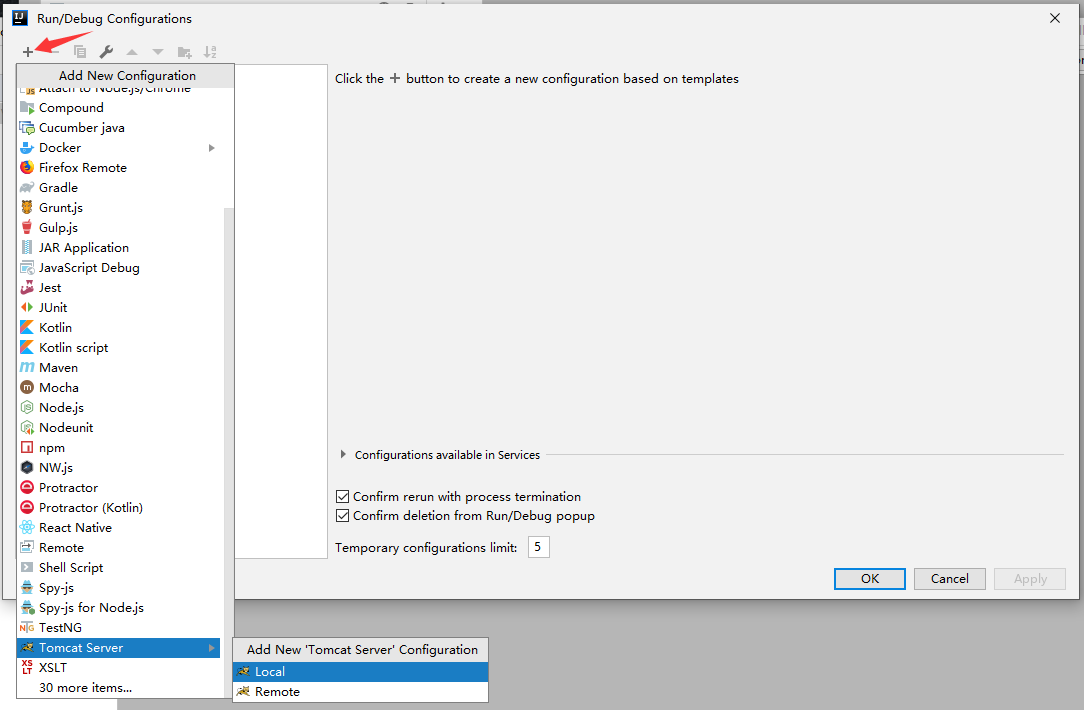 Run/Debug Configurations
Add New Configuration
Attach to Node.js/Chrome
Compound
Cucumber java
Docker
Firefox Remote
Gradle
Grunt.js
Gulp.js
JAR Application
JavaScript Debug
Jest
JUnit
Kotlin
Kotlin script
Maven
Mocha
Node.js
Nodeunit
npm
NW.js
Protractor
Protractor (Kotlin)
React Native
Remote
Shell Script
Spy-js
Spy-js for Node.js
TestNG
Tomcat Server
XSLT
30 more items...
Add New 'Tomcat Server' Configuration
Local
Remote
Click the + button to create a new configuration based on templates
Configurations available in Services
Confirm rerun with process termination
Confirm deletion from Run/Debug popup
Temporary configurations limit: 5
OK Cancel Apply